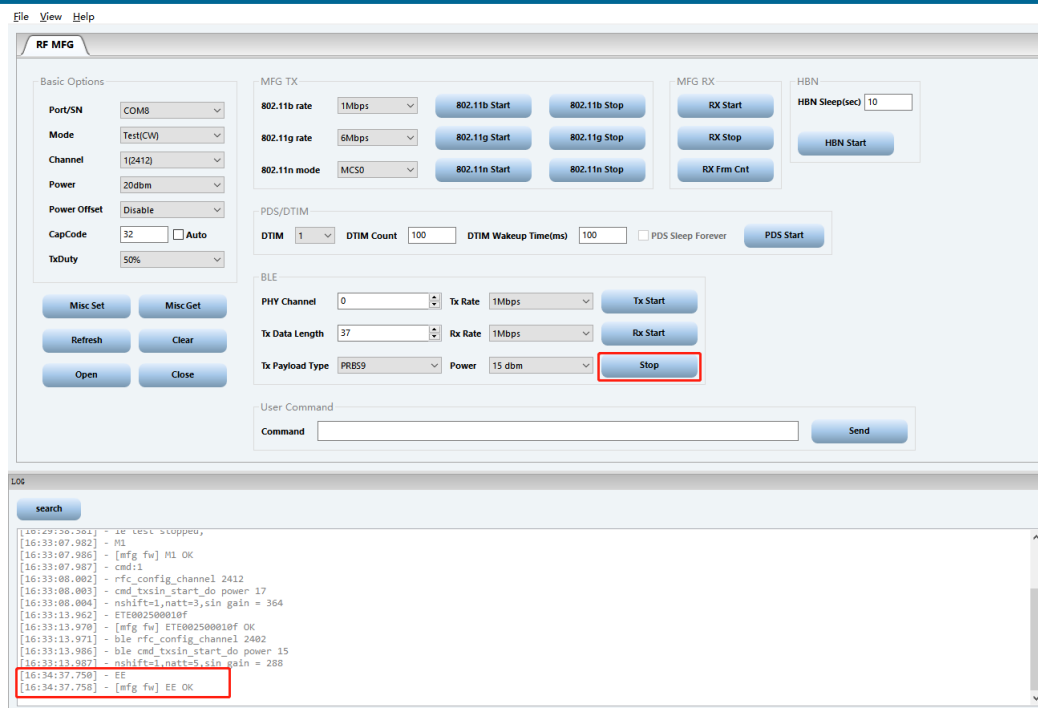 File View Help
RF MFG
Basic Options
Port/SN COM8
Mode Test(CW)
Channel 1(2412)
Power 20dbm
Power Offset Disable
CapCode 32 Auto
TxDuty 50%
Misc Set Misc Get
Refresh Clear
Open Close
MFG TX
802.11b rate 1Mbps 802.11b Start 802.11b Stop
802.11g rate 6Mbps 802.11g Start 802.11g Stop
802.11n mode MCS0 802.11n Start 802.11n Stop
MFG RX
RX Start
RX Stop
RX Frm Cnt
HBN
HBN Sleep(sec) 10
HBN Start
PDS/DTIM
DTIM 1 DTIM Count 100 DTIM Wakeup Time(ms) 100 PDS Sleep Forever PDS Start
BLE
PHY Channel 0 Tx Rate 1Mbps Tx Start
Tx Data Length 37 Rx Rate 1Mbps Rx Start
Tx Payload Type PRBS9 Power 15 dbm Stop
User Command
Command Send
LOG
search
[16:29:38.381] - le test stopped,
[16:33:07.982] - M1
[16:33:07.986] - [mfg fw] M1 OK
[16:33:07.987] - cmd:1
[16:33:08.002] - rfc_config_channel 2412
[16:33:08.003] - cmd_txsin_start_do power 17
[16:33:08.004] - nshift=1,natt=3,sin gain = 364
[16:33:13.962] - ETE002500010f
[16:33:13.970] - [mfg fw] ETE002500010f OK
[16:33:13.971] - ble rfc_config_channel 2402
[16:33:13.986] - ble cmd_txsin_start_do power 15
[16:33:13.987] - nshift=1,natt=5,sin gain = 288
[16:34:37.750] - EE
[16:34:37.758] - [mfg fw] EE OK